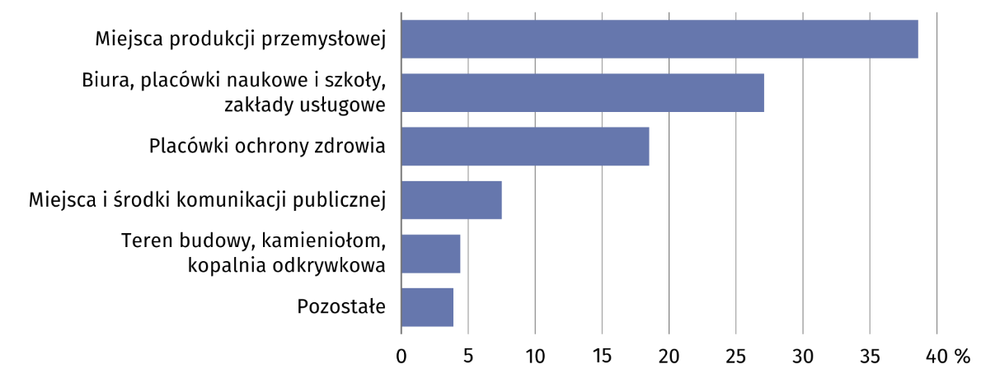 Miejsca produkcji przemysłowej
Biura, placówki naukowe i szkoły,
zakłady usługowe
Placówki ochrony zdrowia
Miejsca i środki komunikacji publicznej
Teren budowy, kamieniołom,
kopalnia odkrywkowa
Pozostałe
0 5 10 15 20 25 30 35 40 %